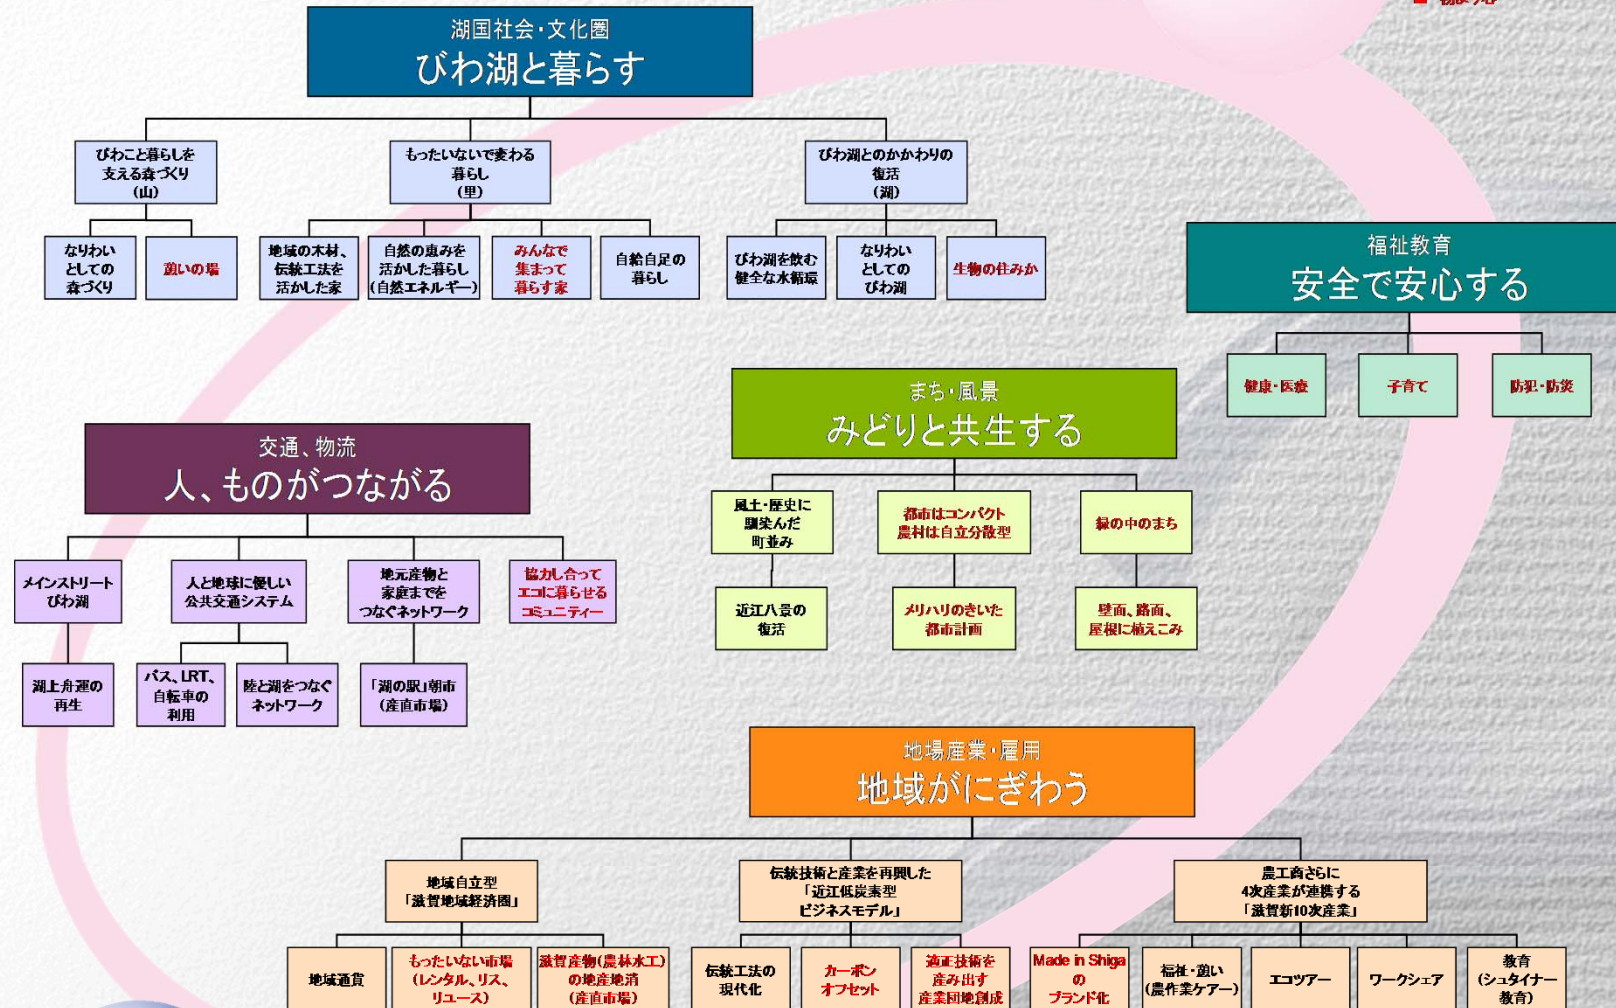 湖国社会・文化圏
びわ湖と暮らす
びわこと暮らしを
支える森づくり
(山)
もったいないで変わる
暮らし
(里)
びわ湖とのかかわりの
復活
(湖)
なりわい
としての
森づくり
憩いの場
地域の木材、
伝統工法を
活かした家
自然の恵みを
活かした暮らし
(自然エネルギー)
みんなで
集まって
暮らす家
自給自足の
暮らし
びわ湖を飲む
健全な水循環
なりわい
としての
びわ湖
生物の住みか
福祉教育
安全で安心する
健康・医療
子育て
防犯・防災
まち・風景
みどりと共生する
風土・歴史に
馴染んだ
町並み
都市はコンパクト
農村は自立分散型
緑の中のまち
近江八景の
復活
メリハリのきいた
都市計画
壁面、路面、
屋根に植えこみ
交通、物流
人、ものがつながる
メインストリート
びわ湖
人と地球に優しい
公共交通システム
地元産物と
家庭までを
つなぐネットワーク
協力し合って
エコに暮らせる
コミュニティー
湖上舟運の
再生
バス、LRT、
自転車の
利用
陸と湖をつなぐ
ネットワーク
「湖の駅」朝市
(産直市場)
地場産業・雇用
地域がにぎわう
地域自立型
「滋賀地域経済圏」
伝統技術と産業を再興した
「近江低炭素型
ビジネスモデル」
農工商さらに
4次産業が連携する
「滋賀新10次産業」
地域通貨
もったいない市場
(レンタル、リス、
リユース)
滋賀産物(農林水工)
の地産地消
(産直市場)
伝統工法の
現代化
カーボン
オフセット
適正技術を
産み出す
産業団地創成
Made in Shiga
の
ブランド化
福祉・憩い
(農作業ケアー)
エコツアー
ワークシェア
教育
(シュタイナー
教育)